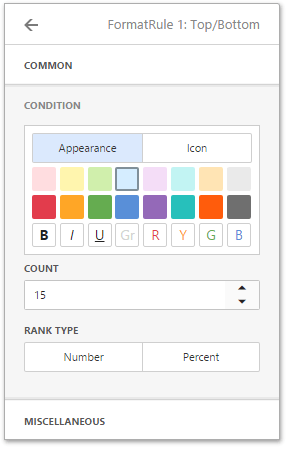 FormatRule 1: Top/Bottom
COMMON
CONDITION
Appearance Icon
B I U Gr R Y G B
COUNT
15
RANK TYPE
Number Percent
MISCELLANEOUS